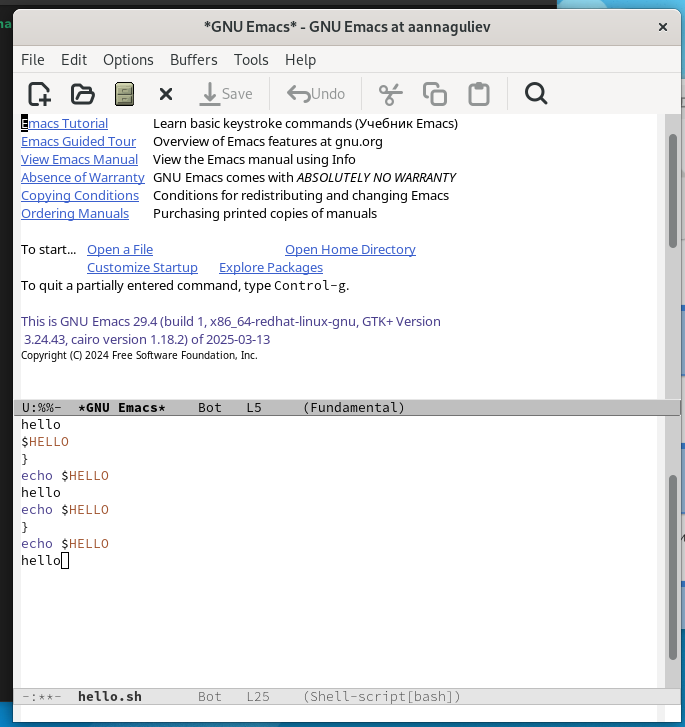 na
*GNU Emacs* - GNU Emacs at aannaguliev
File Edit Options Buffers Tools Help
Save Undo
Emacs Tutorial Learn basic keystroke commands (Учебник Emacs)
Emacs Guided Tour Overview of Emacs features at gnu.org
View Emacs Manual View the Emacs manual using Info
Absence of Warranty GNU Emacs comes with ABSOLUTELY NO WARRANTY
Copying Conditions Conditions for redistributing and changing Emacs
Ordering Manuals Purchasing printed copies of manuals
To start... Open a File Open Home Directory
Customize Startup Explore Packages
To quit a partially entered command, type Control-g.
This is GNU Emacs 29.4 (build 1, x86_64-redhat-linux-gnu, GTK+ Version
3.24.43, cairo version 1.18.2) of 2025-03-13
Copyright (C) 2024 Free Software Foundation, Inc.
U:%%- *GNU Emacs* Bot L5 (Fundamental)
hello
$HELLO
}
echo $HELLO
hello
echo $HELLO
}
echo $HELLO
hello
-:**- hello.sh Bot L25 (Shell-script[bash])